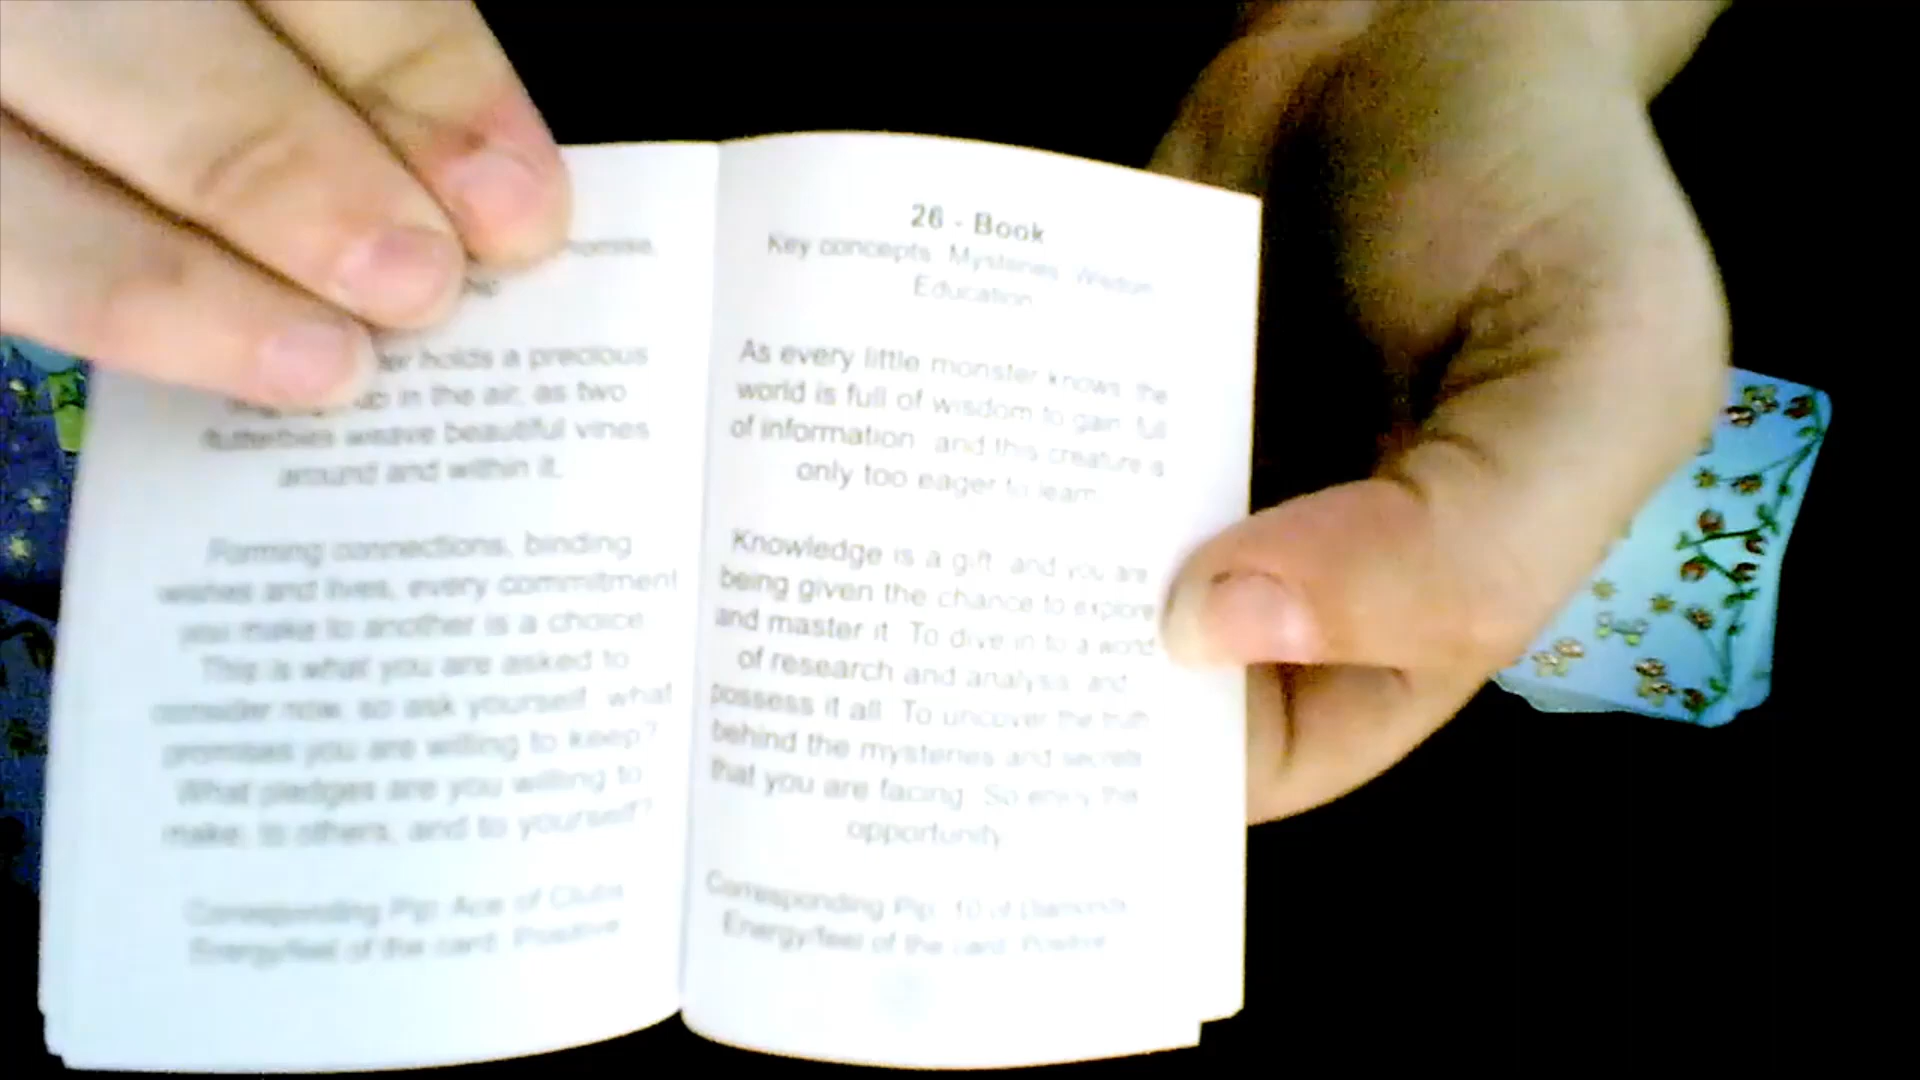 holds a precious
in the air, as two
flutterbies weave beautiful vines
around and within it.
Forming connections, binding
wishes and lives, every commitment
you make to another is a choice.
This is what you are asked to
consider now, so ask yourself, what
promises you are willing to keep?
What pledges are you willing to
make, to others, and to yourself?
Corresponding Pip: Ace of Clubs
Energy/feel of the card: Positive
26 - Book
Key concepts: Mysteries, Wisdom,
Education
As every little monster knows, the
world is full of wisdom to gain, full
of information, and this creature is
only too eager to learn.
Knowledge is a gift, and you are
being given the chance to explore
and master it. To dive in to a world
of research and analysis, and
possess it all. To uncover the truth
behind the mysteries and secrets
that you are facing. So enjoy the
opportunity.
Corresponding Pip: 10 of Diamonds
Energy/feel of the card: Positive